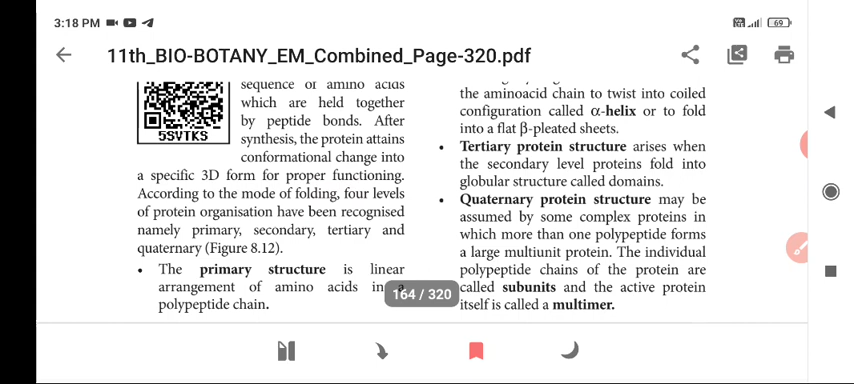 3:18 PM
69
11th_BIO-BOTANY_EM_Combined_Page-320.pdf
5SVTKS
sequence of amino acids
which are held together
by peptide bonds. After
synthesis, the protein attains
conformational change into
a specific 3D form for proper functioning.
According to the mode of folding, four levels
of protein organisation have been recognised
namely primary, secondary, tertiary and
quaternary (Figure 8.12).
• The primary structure is linear
arrangement of amino acids in a
polypeptide chain.
164 / 320
the aminoacid chain to twist into coiled
configuration called α-helix or to fold
into a flat β-pleated sheets.
• Tertiary protein structure arises when
the secondary level proteins fold into
globular structure called domains.
• Quaternary protein structure may be
assumed by some complex proteins in
which more than one polypeptide forms
a large multiunit protein. The individual
polypeptide chains of the protein are
called subunits and the active protein
itself is called a multimer.